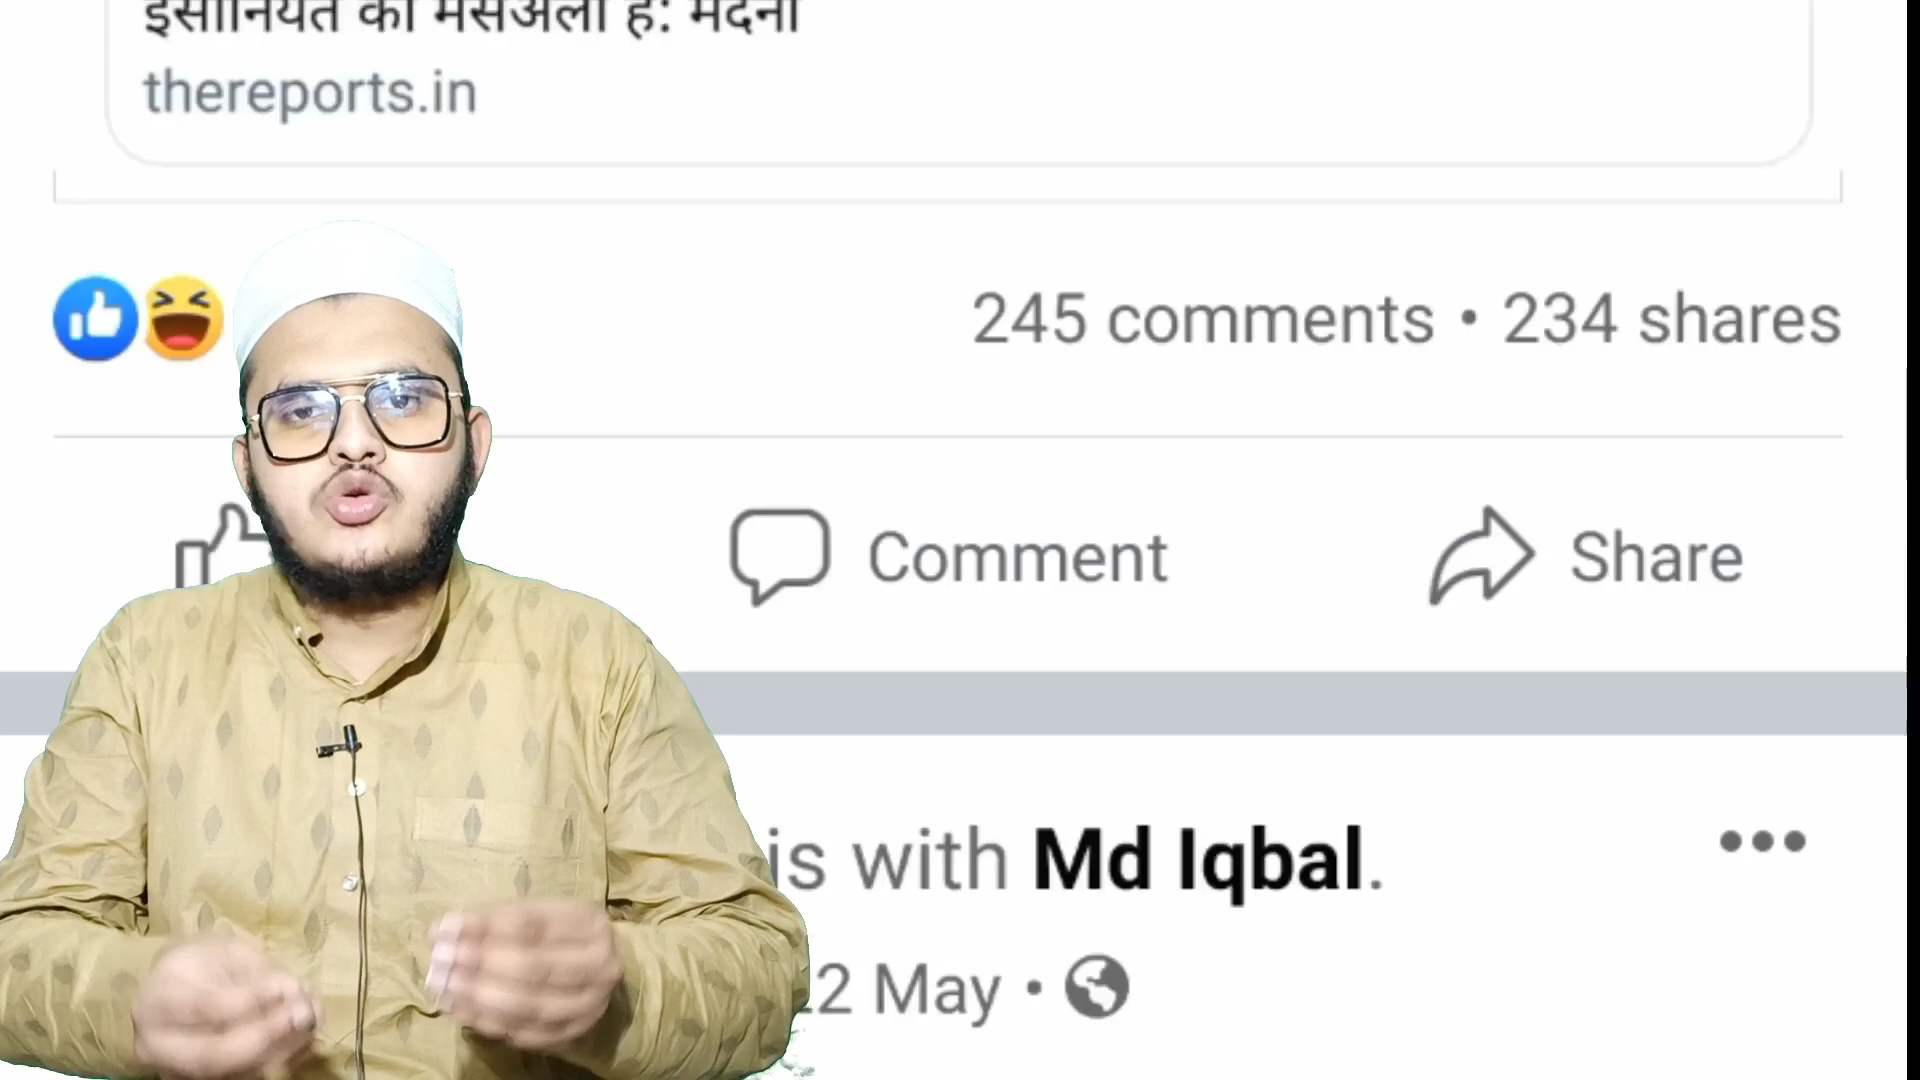 इंसानियत का मसअला है: मदनी
thereports.in
245 comments • 234 shares
Comment
Share
is with Md Iqbal.
2 May